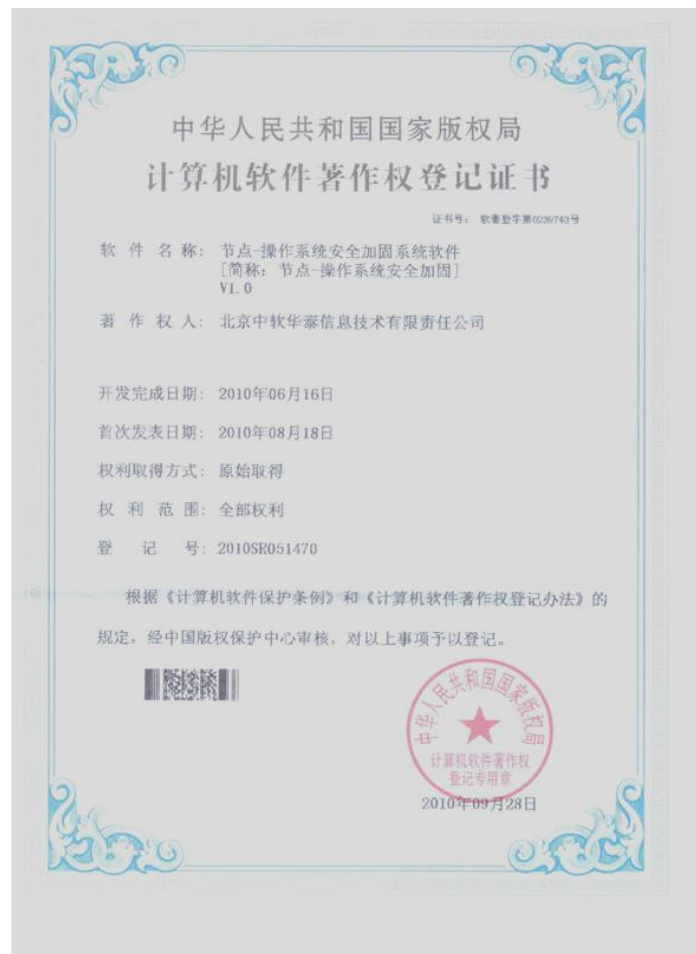 中华人民共和国国家版权局
计算机软件著作权登记证书
证书号： 软著登字第0239743号
软 件 名 称： 节点-操作系统安全加固系统软件
[简称：节点-操作系统安全加固]
V1.0
著 作 权 人： 北京中软华泰信息技术有限责任公司
开发完成日期： 2010年06月16日
首次发表日期： 2010年08月18日
权利取得方式： 原始取得
权 利 范 围： 全部权利
登 记 号： 2010SR051470
根据《计算机软件保护条例》和《计算机软件著作权登记办法》的
规定，经中国版权保护中心审核，对以上事项予以登记。
中华人民共和国国家版权局
计算机软件著作权
登记专用章
2010年09月28日